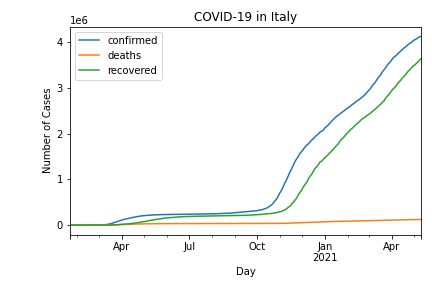 COVID-19 in Italy
1e6
confirmed
deaths
recovered
Number of Cases
4
3
2
1
0
Apr Jul Oct Jan Apr
2021
Day